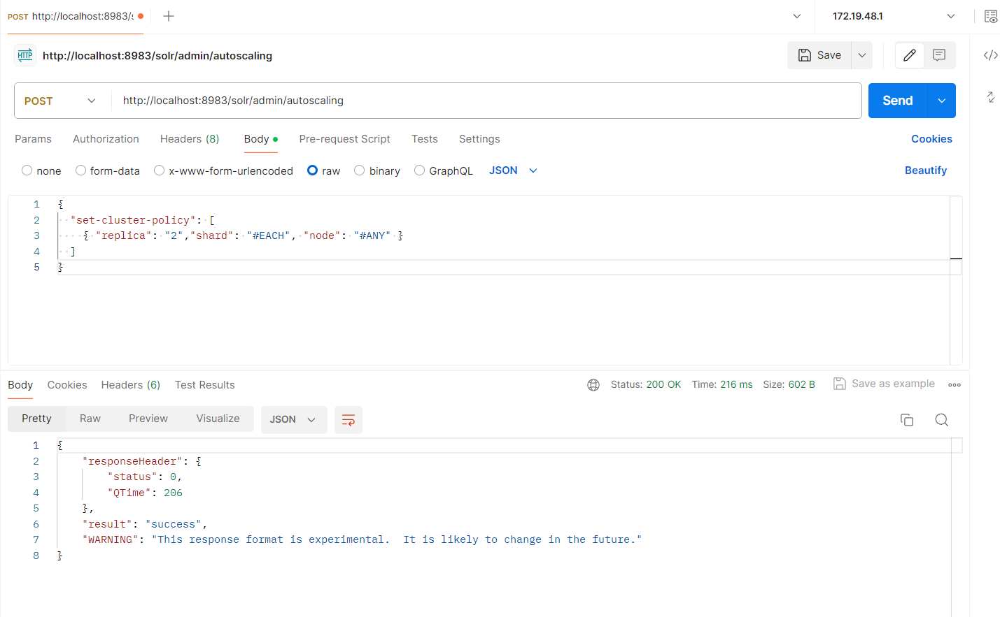 POST http://localhost:8983/s
172.19.48.1
HTTP http://localhost:8983/solr/admin/autoscaling
Save
POST http://localhost:8983/solr/admin/autoscaling
Send
Params Authorization Headers (8) Body Pre-request Script Tests Settings Cookies
none form-data x-www-form-urlencoded raw binary GraphQL JSON Beautify
1 {
2 "set-cluster-policy": [
3 { "replica": "2","shard": "#EACH", "node": "#ANY" }
4 ]
5 }
Body Cookies Headers (6) Test Results Status: 200 OK Time: 216 ms Size: 602 B Save as example
Pretty Raw Preview Visualize JSON
1 {
2 "responseHeader": {
3 "status": 0,
4 "QTime": 206
5 },
6 "result": "success",
7 "WARNING": "This response format is experimental.  It is likely to change in the future."
8 }